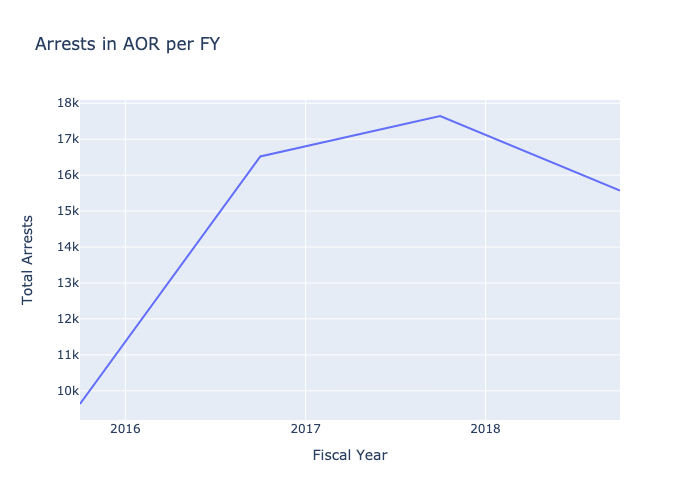 Arrests in AOR per FY
18k
17k
16k
15k
14k
13k
12k
11k
10k
Total Arrests
2016
2017
2018
Fiscal Year